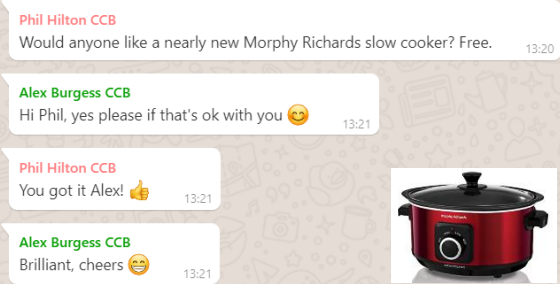 Phil Hilton CCB
Would anyone like a nearly new Morphy Richards slow cooker? Free.
13:20
Alex Burgess CCB
Hi Phil, yes please if that's ok with you 😊
13:21
Phil Hilton CCB
You got it Alex! 👍
13:21
Alex Burgess CCB
Brilliant, cheers 😁
13:21